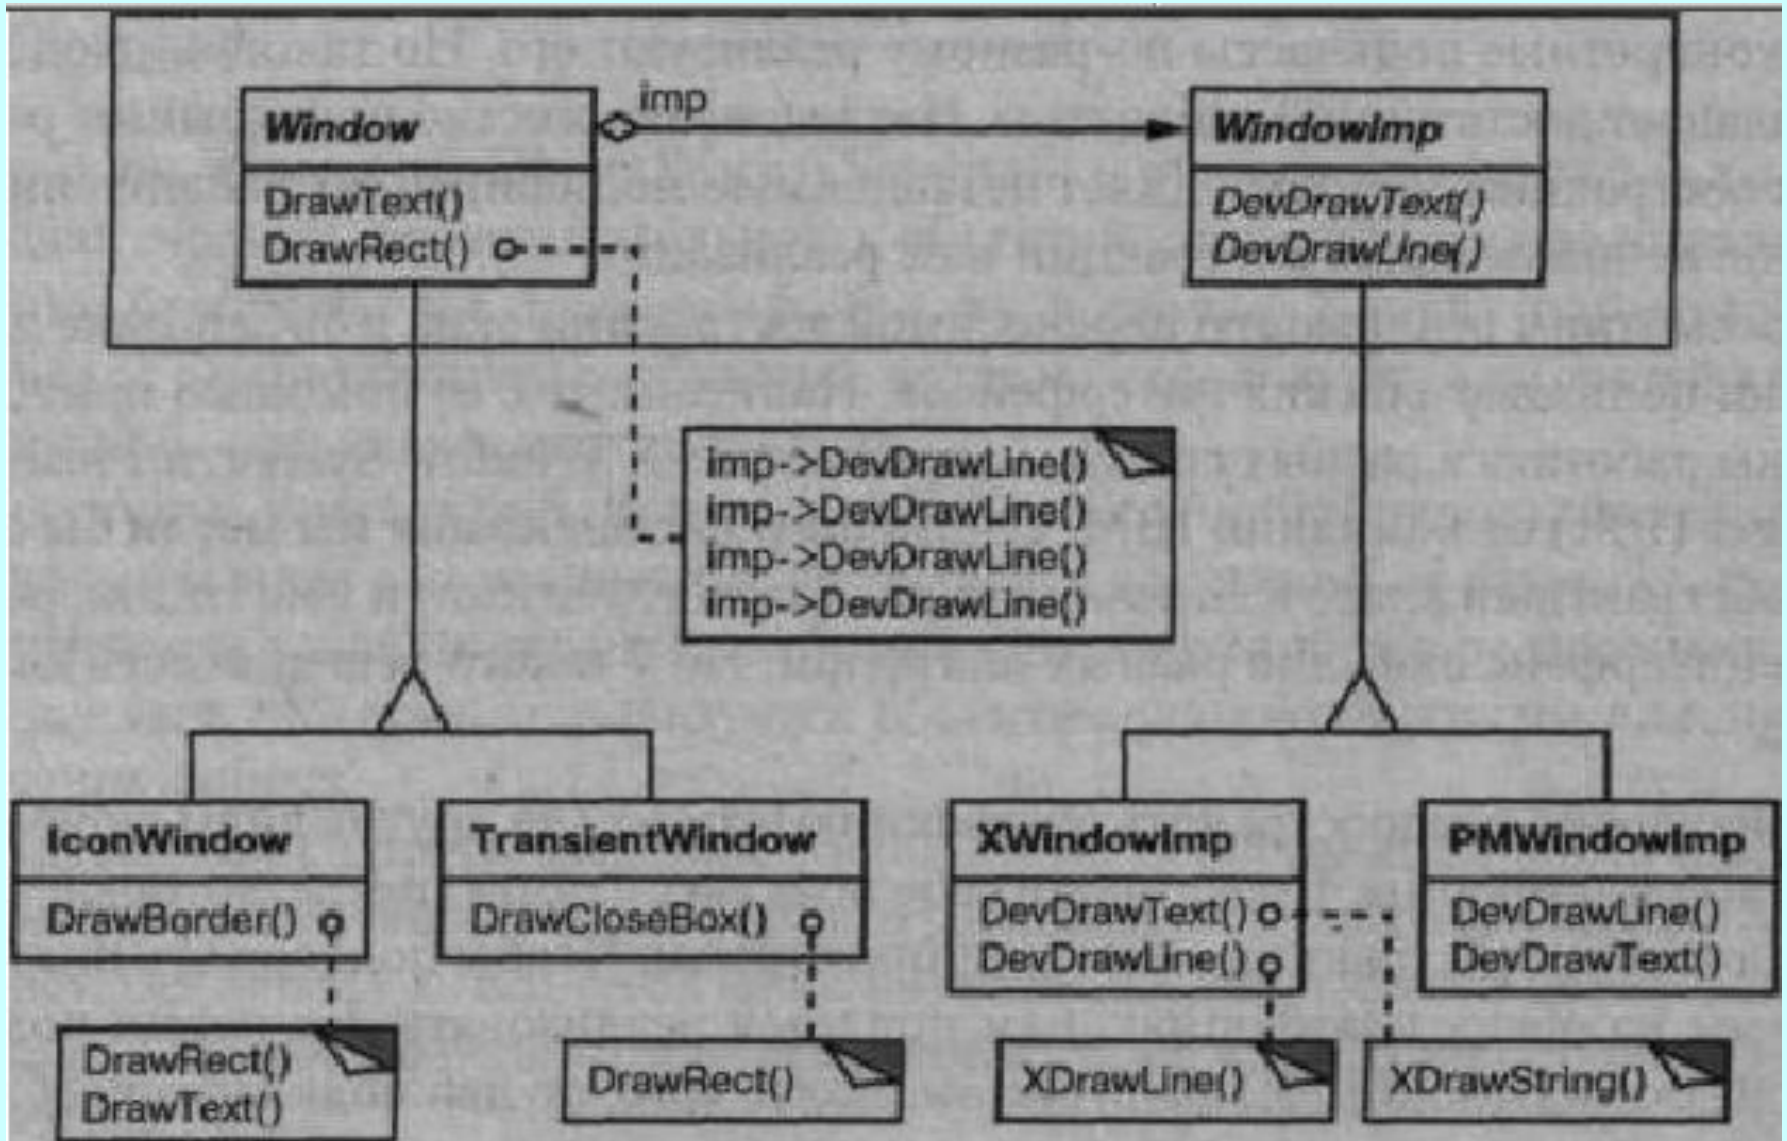 imp
Window
DrawText()
DrawRect()
WindowImp
DevDrawText()
DevDrawLine()
imp->DevDrawLine()
imp->DevDrawLine()
imp->DevDrawLine()
imp->DevDrawLine()
IconWindow
DrawBorder()
TransientWindow
DrawCloseBox()
XWindowImp
DevDrawText()
DevDrawLine()
PMWindowImp
DevDrawLine()
DevDrawText()
DrawRect()
DrawText()
DrawRect()
XDrawLine()
XDrawString()